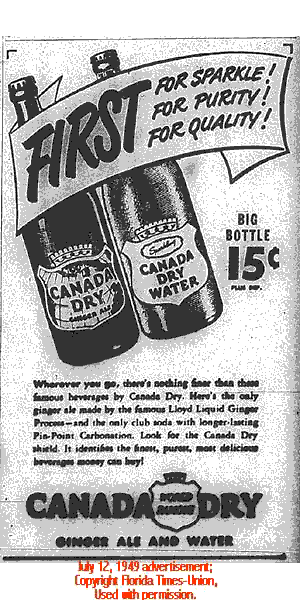 FIRST
FOR SPARKLE!
FOR PURITY!
FOR QUALITY!
BIG
BOTTLE
15¢
PLUS DEP.
CANADA
DRY
GINGER ALE
Sparkling
CANADA
DRY
WATER
Wherever you go, there's nothing finer than these
famous beverages by Canada Dry. Here's the only
ginger ale made by the famous Lloyd Liquid Ginger
Process—and the only club soda with longer-lasting
Pin-Point Carbonation. Look for the Canada Dry
shield. It identifies the finest, purest, most delicious
beverages money can buy!
CANADA DRY
WORLD
FAMOUS
GINGER ALE AND WATER
July 12, 1949 advertisement;
Copyright Florida Times-Union,
Used with permission.